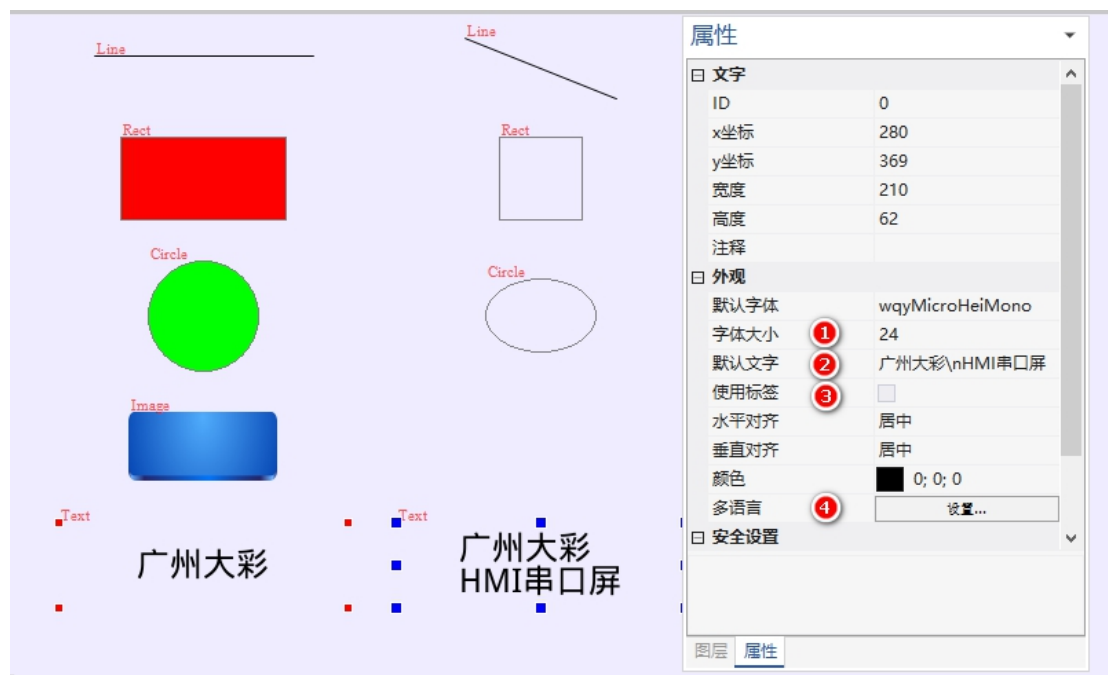 Line
Line
Rect
Rect
Circle
Circle
Image
Text
广州大彩
Text
广州大彩
HMI串口屏
属性
文字
ID 0
x坐标 280
y坐标 369
宽度 210
高度 62
注释
外观
默认字体 wqyMicroHeiMono
字体大小 1 24
默认文字 2 广州大彩\nHMI串口屏
使用标签 3
水平对齐 居中
垂直对齐 居中
颜色 0; 0; 0
多语言 4 设置...
安全设置
图层 属性